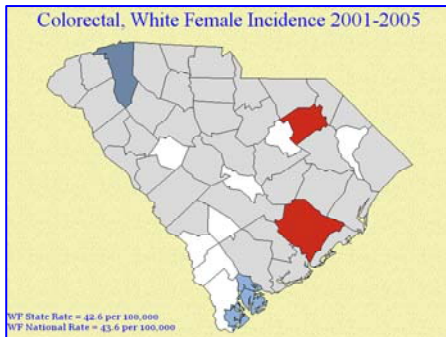 Colorectal, White Female Incidence 2001-2005
WF State Rate = 42.6 per 100,000
WF National Rate = 43.6 per 100,000